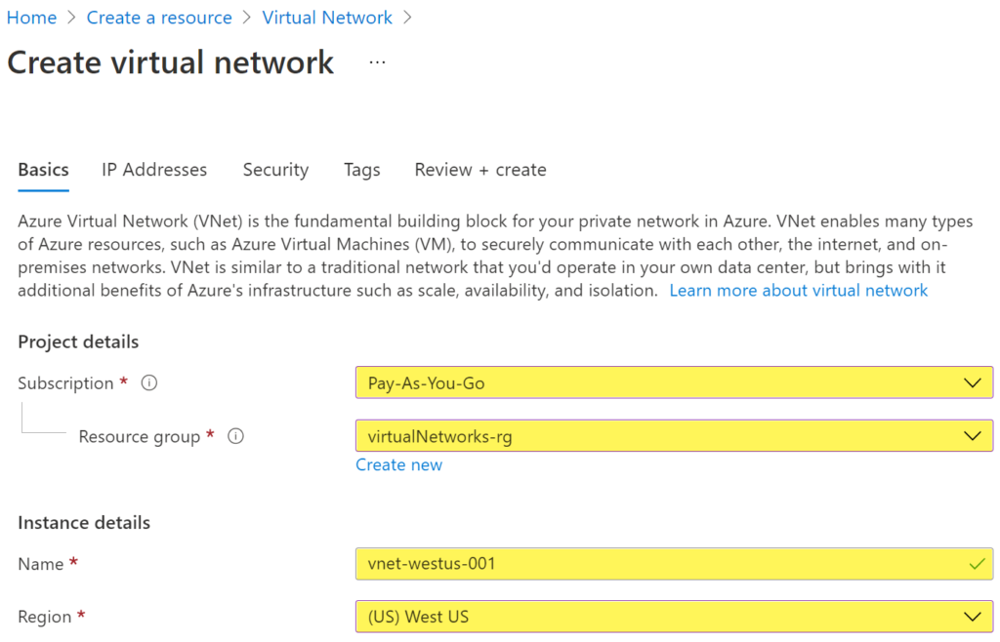 Home > Create a resource > Virtual Network >
Create virtual network ...
Basics IP Addresses Security Tags Review + create
Azure Virtual Network (VNet) is the fundamental building block for your private network in Azure. VNet enables many types
of Azure resources, such as Azure Virtual Machines (VM), to securely communicate with each other, the internet, and on-
premises networks. VNet is similar to a traditional network that you'd operate in your own data center, but brings with it
additional benefits of Azure's infrastructure such as scale, availability, and isolation. Learn more about virtual network
Project details
Subscription * Pay-As-You-Go
Resource group * virtualNetworks-rg
Create new
Instance details
Name * vnet-westus-001
Region * (US) West US